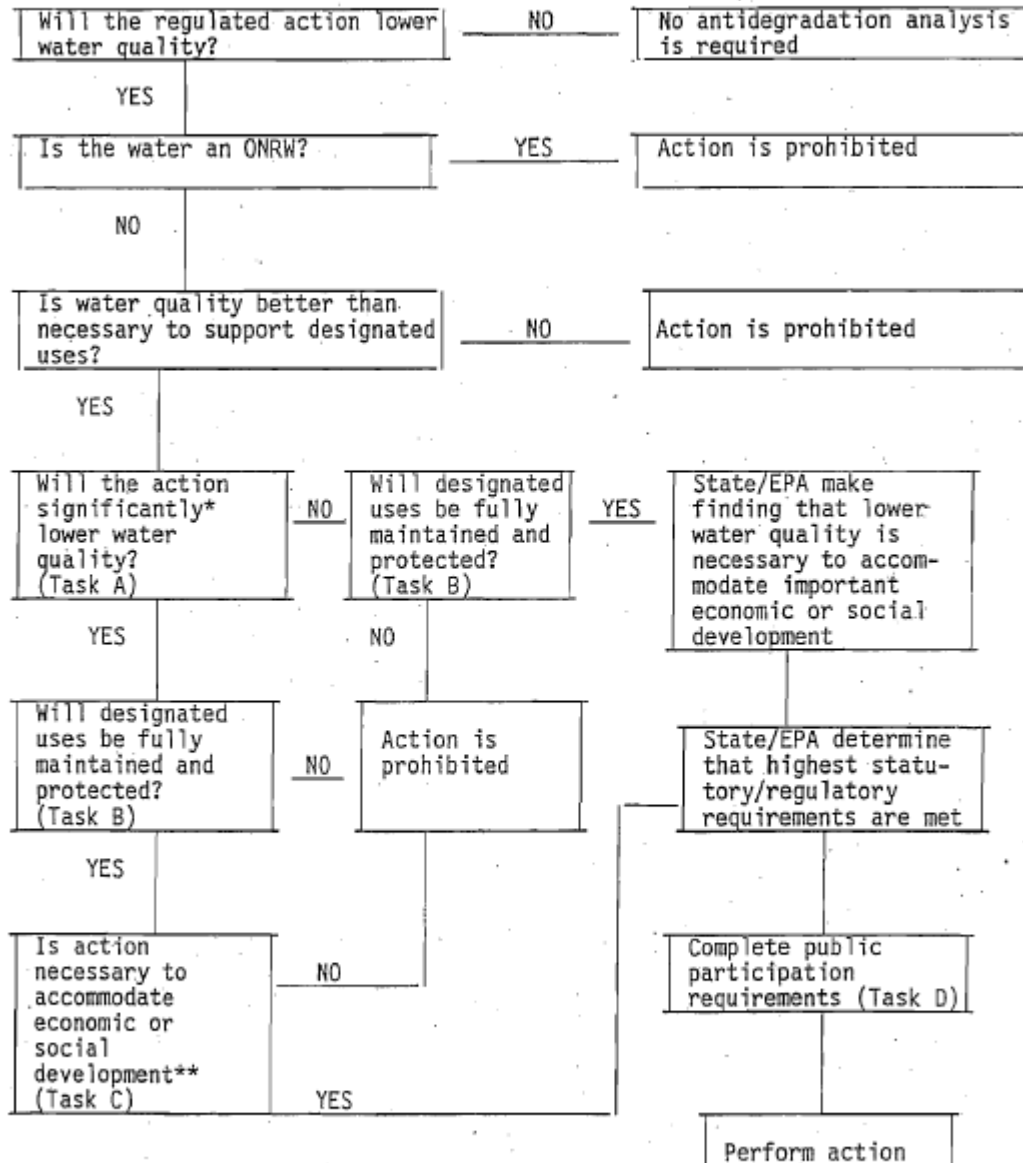 Will the regulated action lower
water quality?
NO
No antidegradation analysis
is required
YES
Is the water an ONRW?
YES
Action is prohibited
NO
Is water quality better than
necessary to support designated
uses?
NO
Action is prohibited
YES
Will the action
significantly*
lower water
quality?
(Task A)
NO
Will designated
uses be fully
maintained and
protected?
(Task B)
YES
State/EPA make
finding that lower
water quality is
necessary to accom-
modate important
economic or social
development
YES
NO
Will designated
uses be fully
maintained and
protected?
(Task B)
NO
Action is
prohibited
State/EPA determine
that highest statu-
tory/regulatory
requirements are met
YES
Is action
necessary to
accommodate
economic or
social
development**
(Task C)
NO
YES
Complete public
participation
requirements (Task D)
Perform action